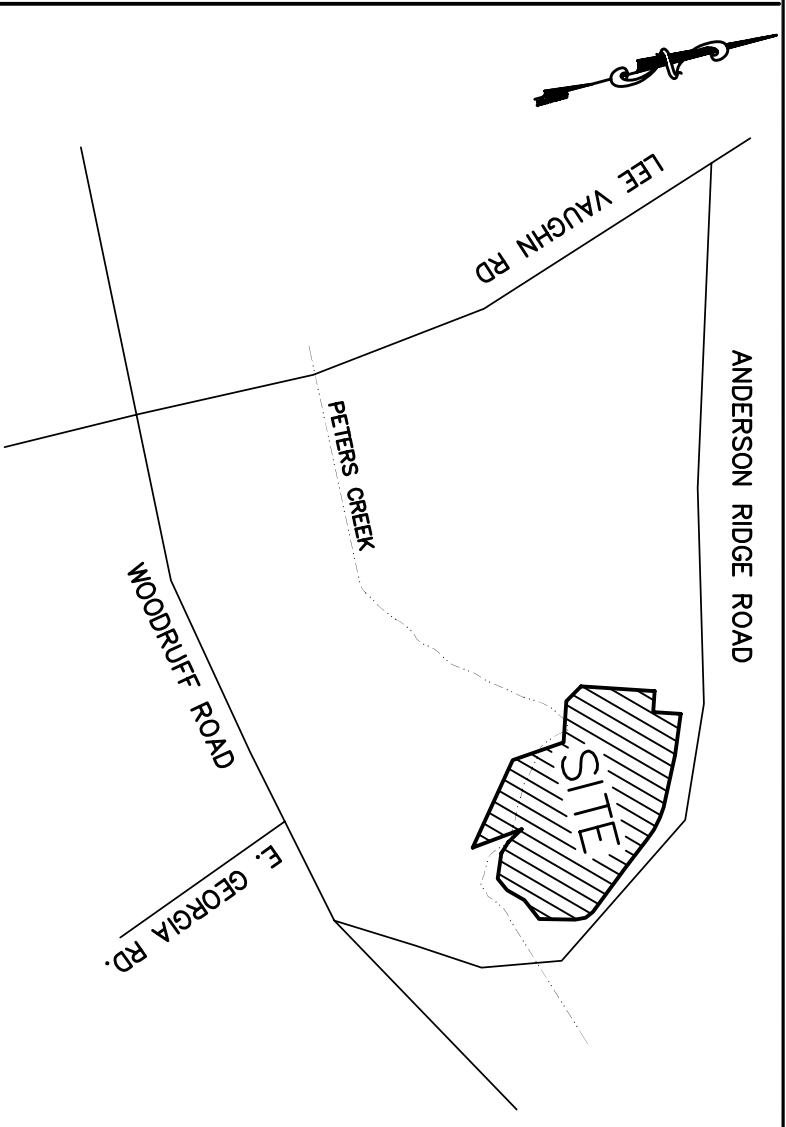 LEE VAUGHN RD
ANDERSON RIDGE ROAD
PETERS CREEK
SITE
WOODRUFF ROAD
E. GEORGIA RD.